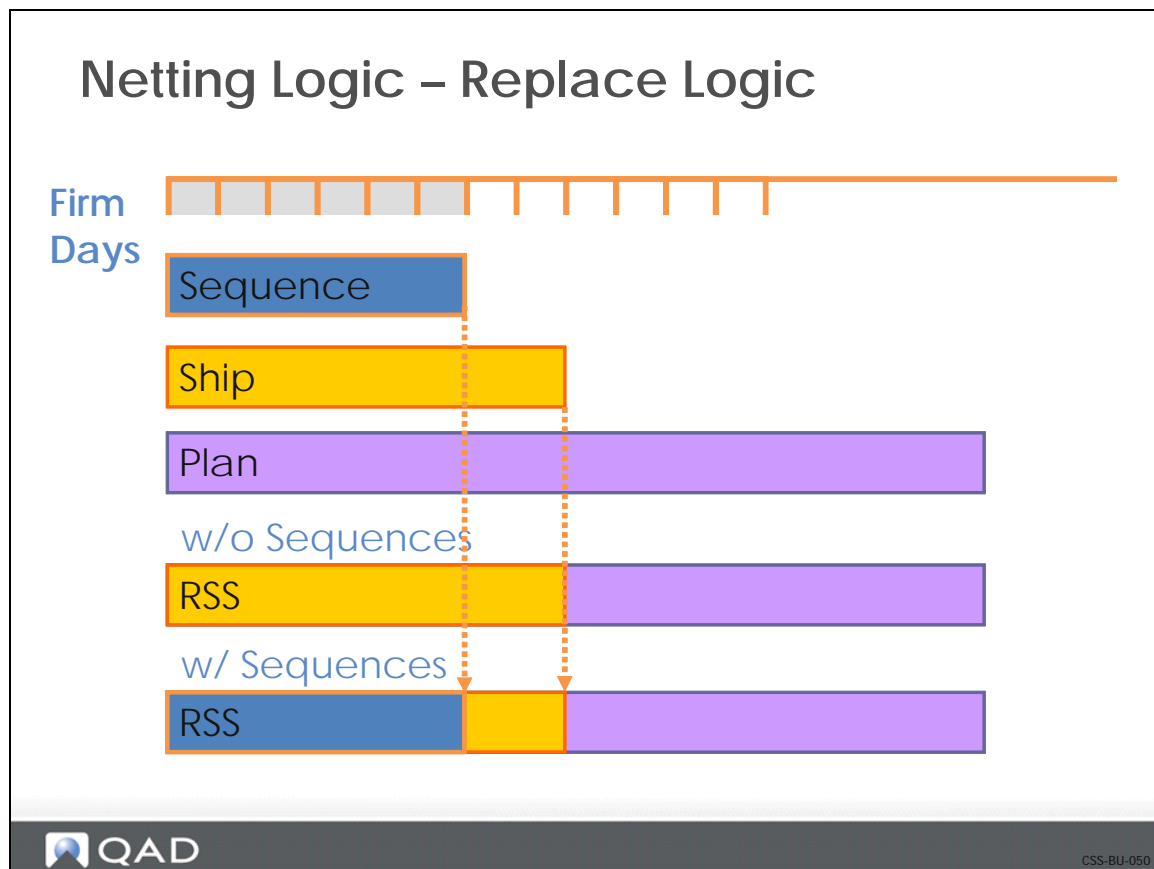 Netting Logic – Replace Logic
Firm
Days
Sequence
Ship
Plan
w/o Sequences
RSS
w/ Sequences
RSS
QAD
CSS-BU-050